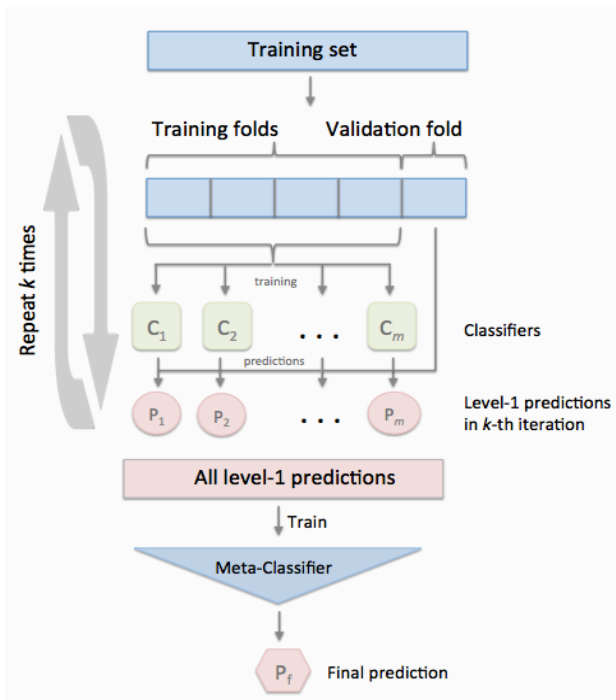 Training set
Training folds
Validation fold
Repeat k times
training
C1
C2
. . .
Cm
Classifiers
predictions
P1
P2
. . .
Pm
Level-1 predictions
in k-th iteration
All level-1 predictions
Train
Meta-Classifier
Pf
Final prediction